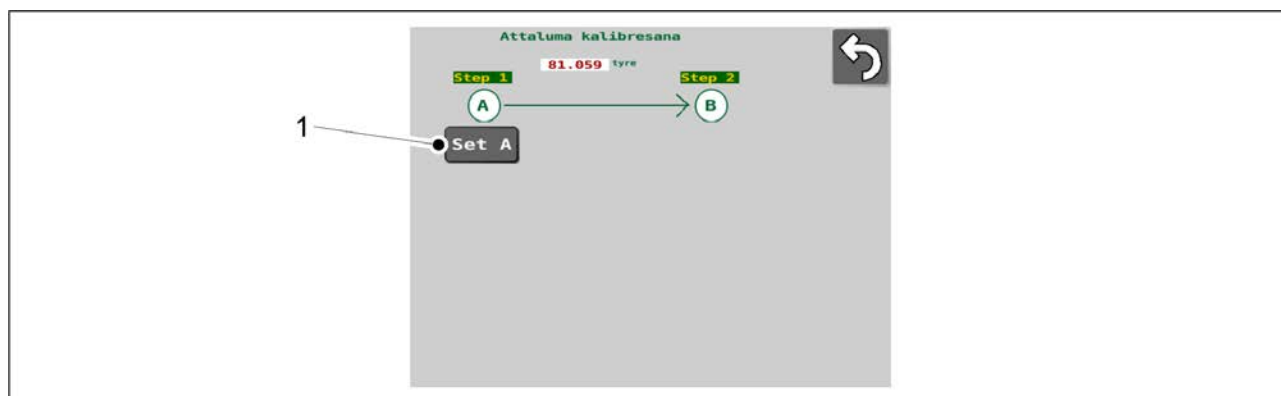 Attaluma kalibresana
81.059 tyre
Step 1 Step 2
A B
1
Set A